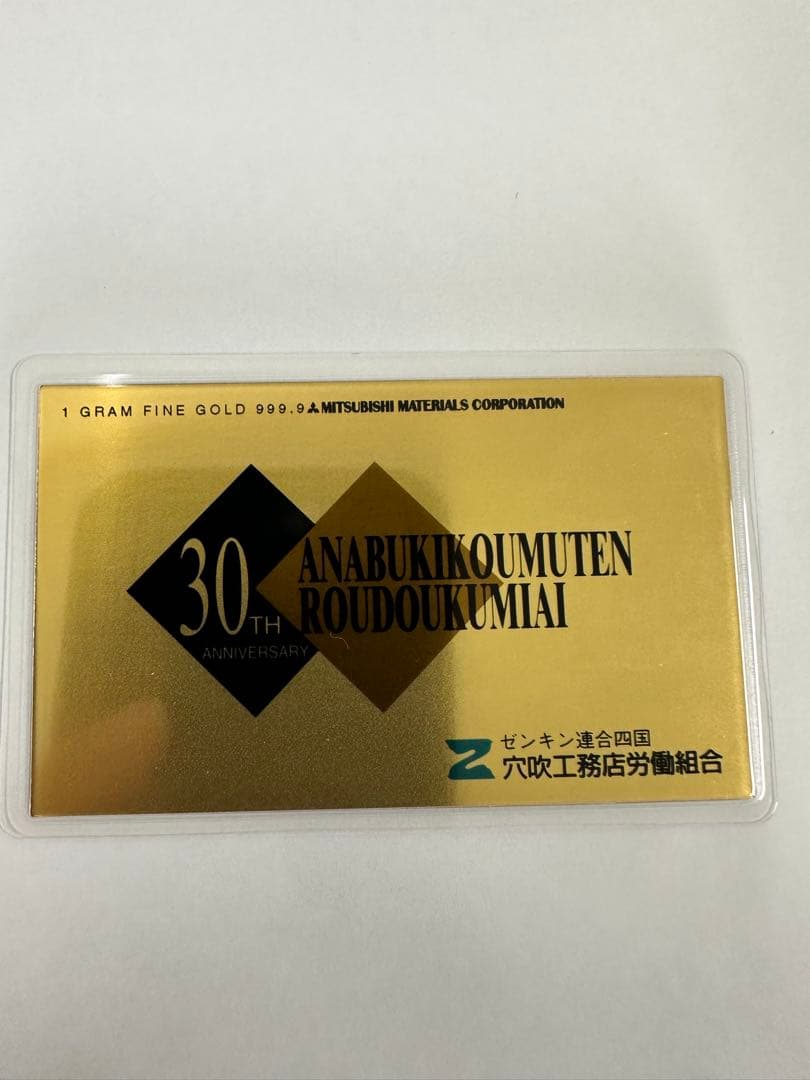 1 GRAM FINE GOLD 999.9 MITSUBISHI MATERIALS CORPORATION
30TH
ANNIVERSARY
ANABUKIKOUMUTEN
ROUDOUKUMIAI
ゼンキン連合四国
穴吹工務店労働組合